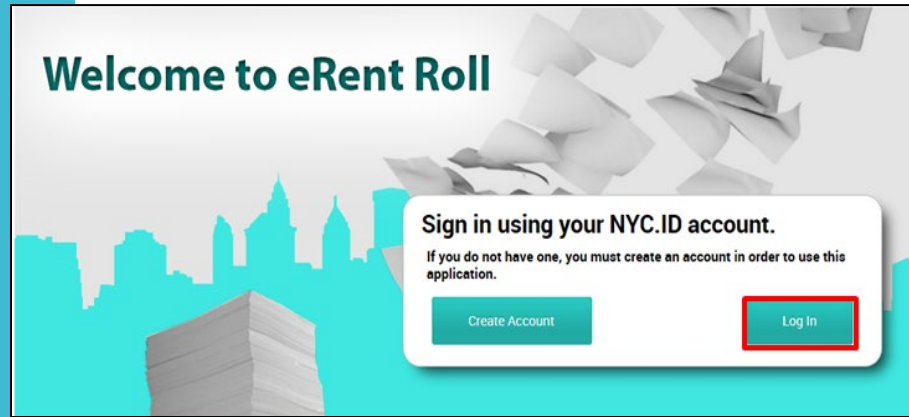 Welcome to eRent Roll
Sign in using your NYC.ID account.
If you do not have one, you must create an account in order to use this
application.
Create Account
Log In